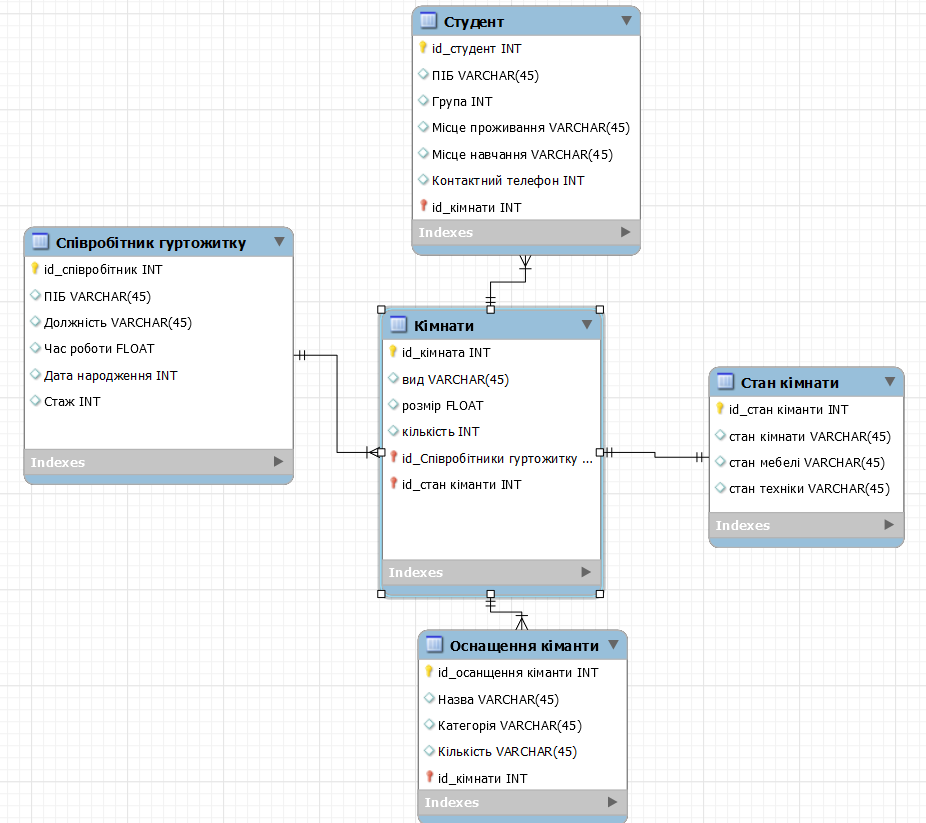 Студент
id_студент INT
ПІБ VARCHAR(45)
Група INT
Місце проживання VARCHAR(45)
Місце навчання VARCHAR(45)
Контактний телефон INT
id_кімнати INT
Indexes
Співробітник гуртожитку
id_співробітник INT
ПІБ VARCHAR(45)
Должність VARCHAR(45)
Час роботи FLOAT
Дата народження INT
Стаж INT
Indexes
Кімнати
id_кімната INT
вид VARCHAR(45)
розмір FLOAT
кількість INT
id_Співробітники гуртожитку ...
id_стан кіманти INT
Indexes
Стан кімнати
id_стан кіманти INT
стан кімнати VARCHAR(45)
стан мебелі VARCHAR(45)
стан техніки VARCHAR(45)
Indexes
Оснащення кіманти
id_осанщення кіманти INT
Назва VARCHAR(45)
Категорія VARCHAR(45)
Кількість VARCHAR(45)
id_кімнати INT
Indexes